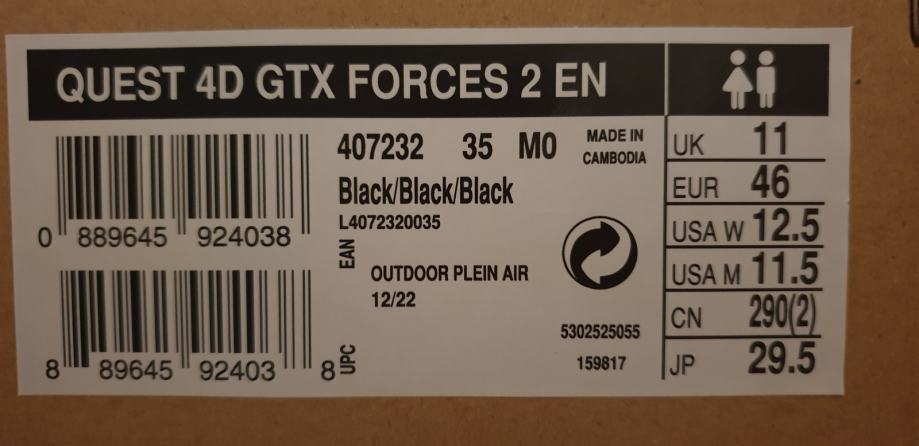 QUEST 4D GTX FORCES 2 EN
407232 35 M0
MADE IN
CAMBODIA
Black/Black/Black
L4072320035
0 889645 924038
EAN
OUTDOOR PLEIN AIR
12/22
5302525055
159817
8 89645 92403 8
UPC
UK 11
EUR 46
USA W 12.5
USA M 11.5
CN 290(2)
JP 29.5